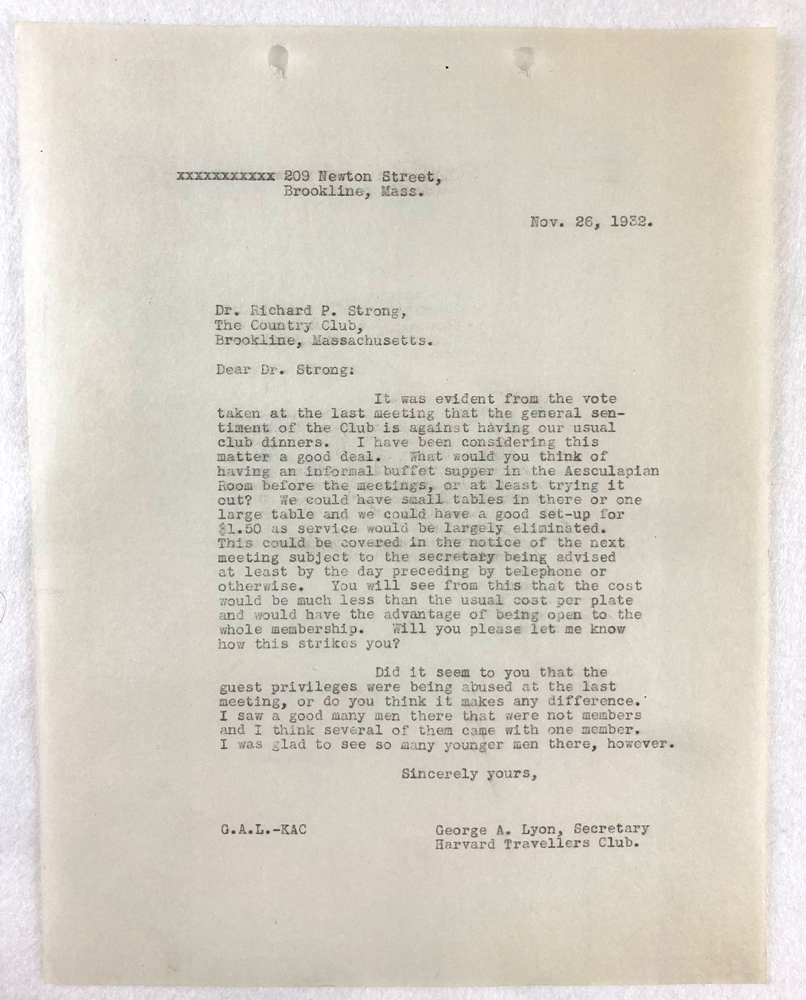 xxxxxxxxxxx 209 Newton Street,
Brookline, Mass.
Nov. 26, 1932.
Dr. Richard P. Strong,
The Country Club,
Brookline, Massachusetts.
Dear Dr. Strong:
It was evident from the vote
taken at the last meeting that the general sen-
timent of the Club is against having our usual
club dinners. I have been considering this
matter a good deal. What would you think of
having an informal buffet supper in the Aesculapian
Room before the meetings, or at least trying it
out? We could have small tables in there or one
large table and we could have a good set-up for
$1.50 as service would be largely eliminated.
This could be covered in the notice of the next
meeting subject to the secretary being advised
at least by the day preceding by telephone or
otherwise. You will see from this that the cost
would be much less than the usual cost per plate
and would have the advantage of being open to the
whole membership. Will you please let me know
how this strikes you?
Did it seem to you that the
guest privileges were being abused at the last
meeting, or do you think it makes any difference.
I saw a good many men there that were not members
and I think several of them came with one member.
I was glad to see so many younger men there, however.
Sincerely yours,
G.A.L.-KAC
George A. Lyon, Secretary
Harvard Travellers Club.